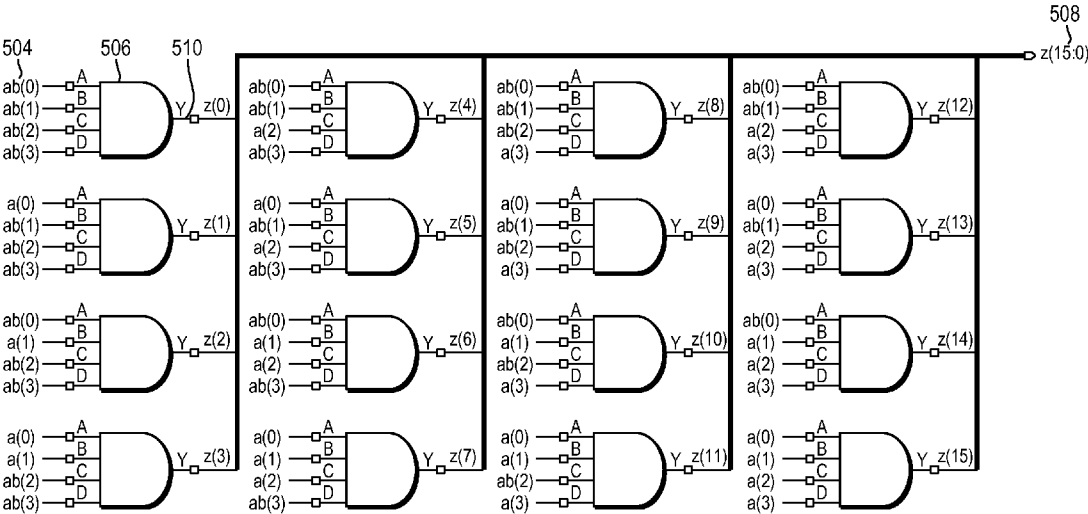 504
506
510
508
z(15:0)
ab(0) A
ab(1) B
ab(2) C
ab(3) D
Y z(0)
ab(0) A
ab(1) B
a(2) C
ab(3) D
Y z(4)
ab(0) A
ab(1) B
ab(2) C
a(3) D
Y z(8)
ab(0) A
ab(1) B
a(2) C
a(3) D
Y z(12)
a(0) A
ab(1) B
ab(2) C
ab(3) D
Y z(1)
a(0) A
ab(1) B
a(2) C
ab(3) D
Y z(5)
a(0) A
ab(1) B
ab(2) C
a(3) D
Y z(9)
a(0) A
ab(1) B
a(2) C
a(3) D
Y z(13)
ab(0) A
a(1) B
ab(2) C
ab(3) D
Y z(2)
ab(0) A
a(1) B
a(2) C
ab(3) D
Y z(6)
ab(0) A
a(1) B
ab(2) C
a(3) D
Y z(10)
ab(0) A
a(1) B
a(2) C
a(3) D
Y z(14)
a(0) A
a(1) B
ab(2) C
ab(3) D
Y z(3)
a(0) A
a(1) B
a(2) C
ab(3) D
Y z(7)
a(0) A
a(1) B
ab(2) C
a(3) D
Y z(11)
a(0) A
a(1) B
a(2) C
a(3) D
Y z(15)